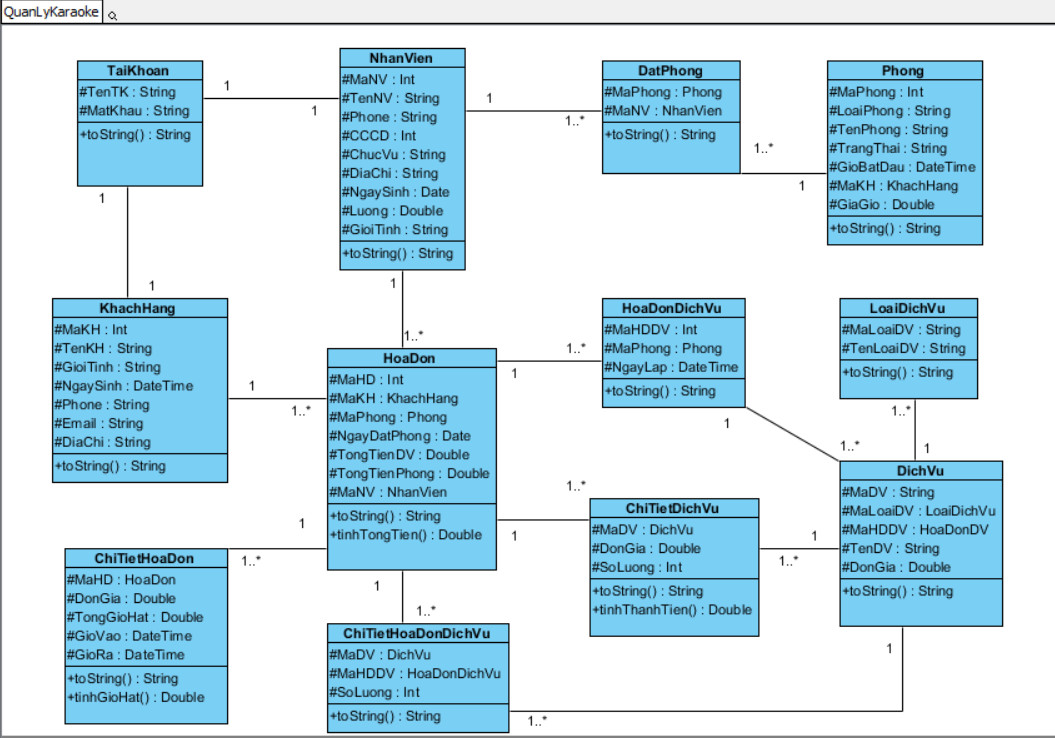 QuanLyKaraoke
TaiKhoan
#TenTK : String
#MatKhau : String
+toString() : String
1
1
NhanVien
#MaNV : Int
#TenNV : String
#Phone : String
#CCCD : Int
#ChucVu : String
#DiaChi : String
#NgaySinh : Date
#Luong : Double
#GioiTinh : String
+toString() : String
1
1..*
DatPhong
#MaPhong : Phong
#MaNV : NhanVien
+toString() : String
1..*
1
Phong
#MaPhong : Int
#LoaiPhong : String
#TenPhong : String
#TrangThai : String
#GioBatDau : DateTime
#MaKH : KhachHang
#GiaGio : Double
+toString() : String
1
1
KhachHang
#MaKH : Int
#TenKH : String
#GioiTinh : String
#NgaySinh : DateTime
#Phone : String
#Email : String
#DiaChi : String
+toString() : String
1
1..*
1
1..*
HoaDon
#MaHD : Int
#MaKH : KhachHang
#MaPhong : Phong
#NgayDatPhong : Date
#TongTienDV : Double
#TongTienPhong : Double
#MaNV : NhanVien
+toString() : String
+tinhTongTien() : Double
1..*
1
HoaDonDichVu
#MaHDDV : Int
#MaPhong : Phong
#NgayLap : DateTime
+toString() : String
1
1..*
LoaiDichVu
#MaLoaiDV : String
#TenLoaiDV : String
+toString() : String
1..*
1
DichVu
#MaDV : String
#MaLoaiDV : LoaiDichVu
#MaHDDV : HoaDonDV
#TenDV : String
#DonGia : Double
+toString() : String
1..*
1
ChiTietDichVu
#MaDV : DichVu
#DonGia : Double
#SoLuong : Int
+toString() : String
+tinhThanhTien() : Double
1
1..*
1
1..*
ChiTietHoaDon
#MaHD : HoaDon
#DonGia : Double
#TongGioHat : Double
#GioVao : DateTime
#GioRa : DateTime
+toString() : String
+tinhGioHat() : Double
1
1..*
ChiTietHoaDonDichVu
#MaDV : DichVu
#MaHDDV : HoaDonDichVu
#SoLuong : Int
+toString() : String
1
1..*